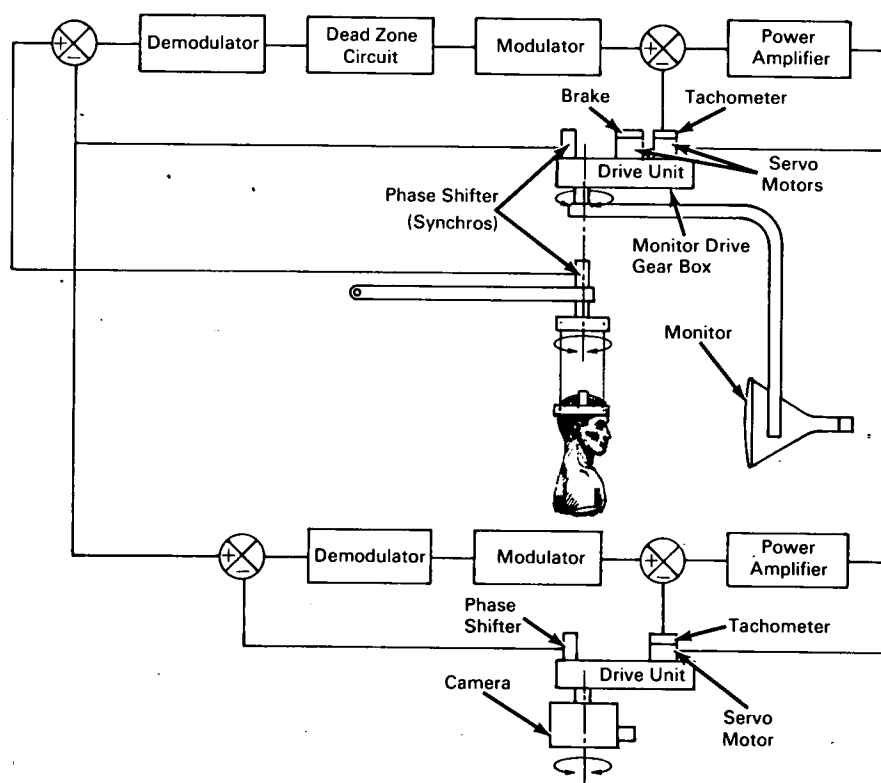 Demodulator
Dead Zone
Circuit
Modulator
Power
Amplifier
+
−
+
−
Brake
Tachometer
Drive Unit
Servo
Motors
Phase Shifter
(Synchros)
Monitor Drive
Gear Box
Monitor
+
−
Demodulator
Modulator
+
−
Power
Amplifier
Phase
Shifter
Tachometer
Drive Unit
Camera
Servo
Motor